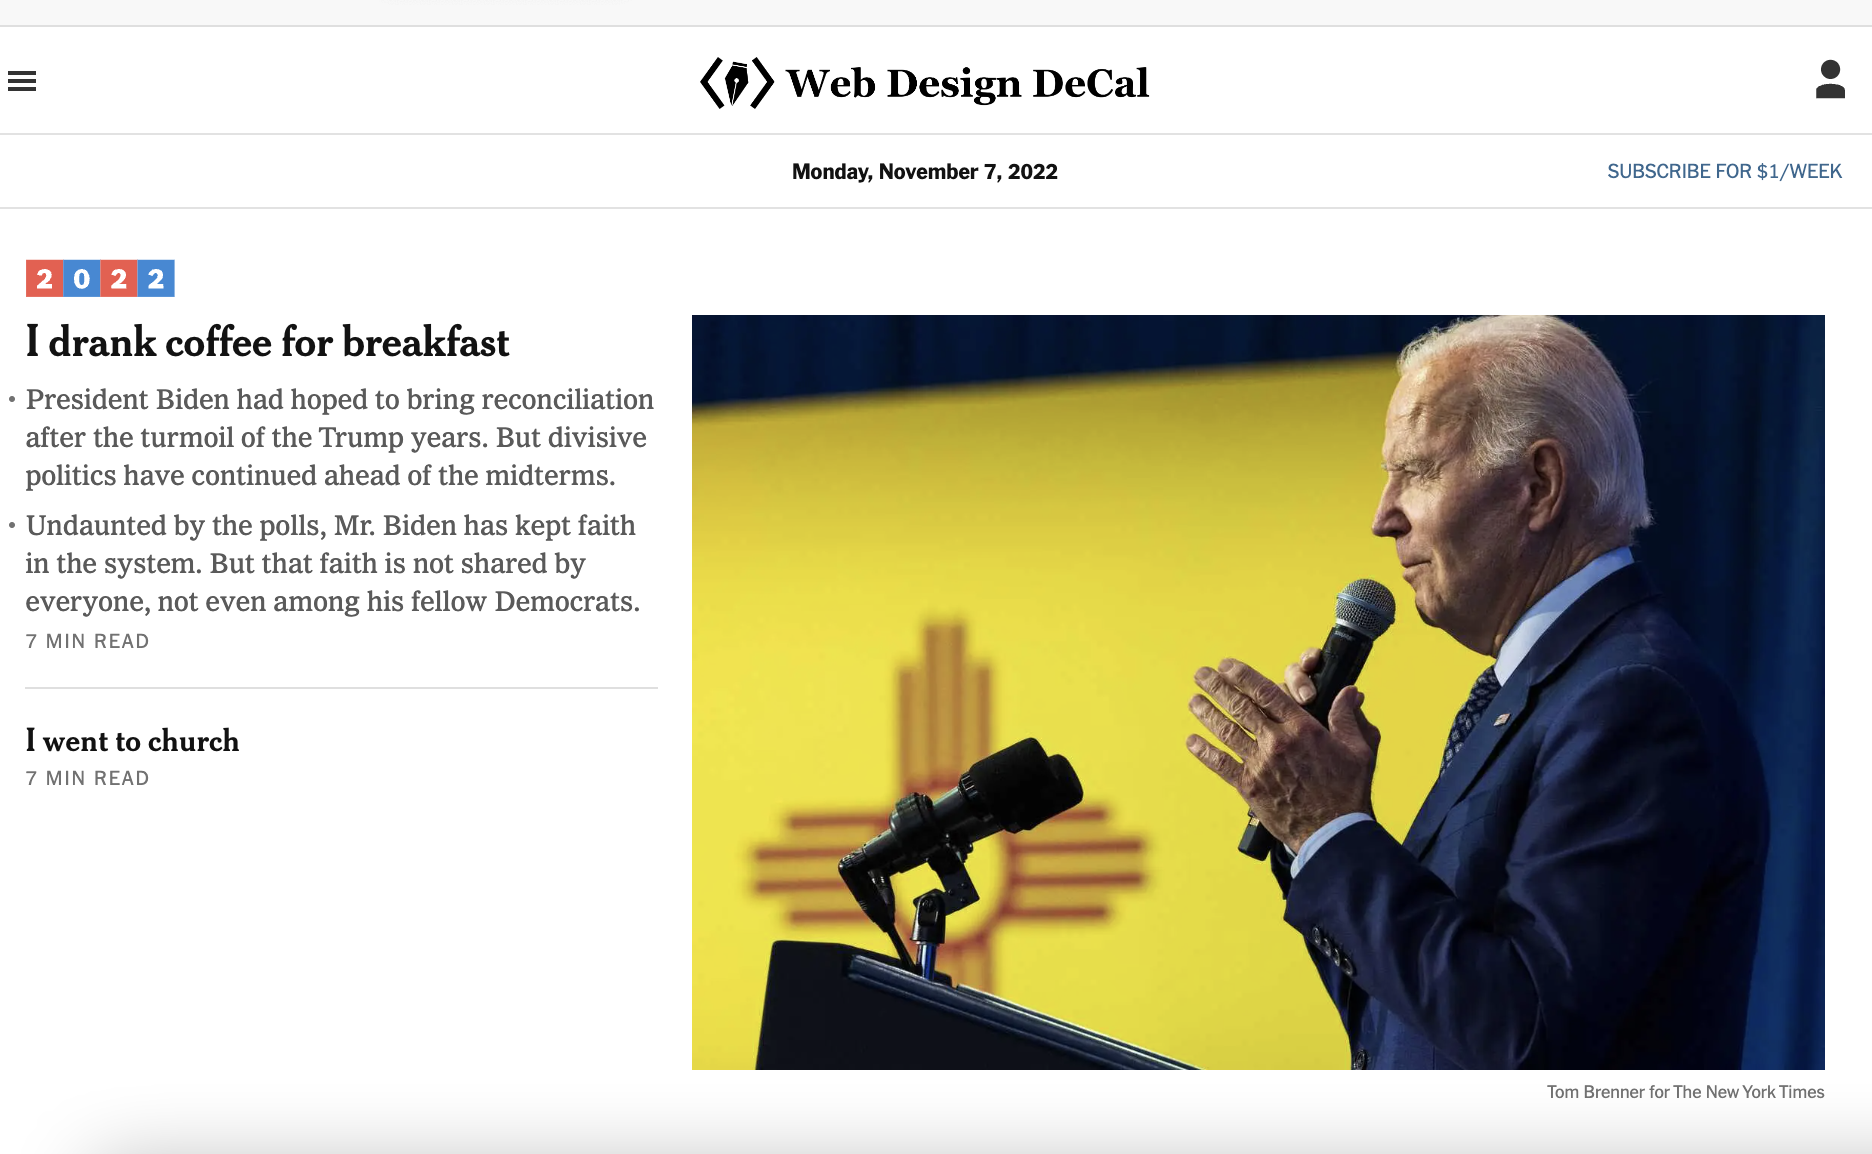 Web Design DeCal
Monday, November 7, 2022
SUBSCRIBE FOR $1/WEEK
2022
I drank coffee for breakfast
• President Biden had hoped to bring reconciliation
after the turmoil of the Trump years. But divisive
politics have continued ahead of the midterms.
• Undaunted by the polls, Mr. Biden has kept faith
in the system. But that faith is not shared by
everyone, not even among his fellow Democrats.
7 MIN READ
I went to church
7 MIN READ
Tom Brenner for The New York Times